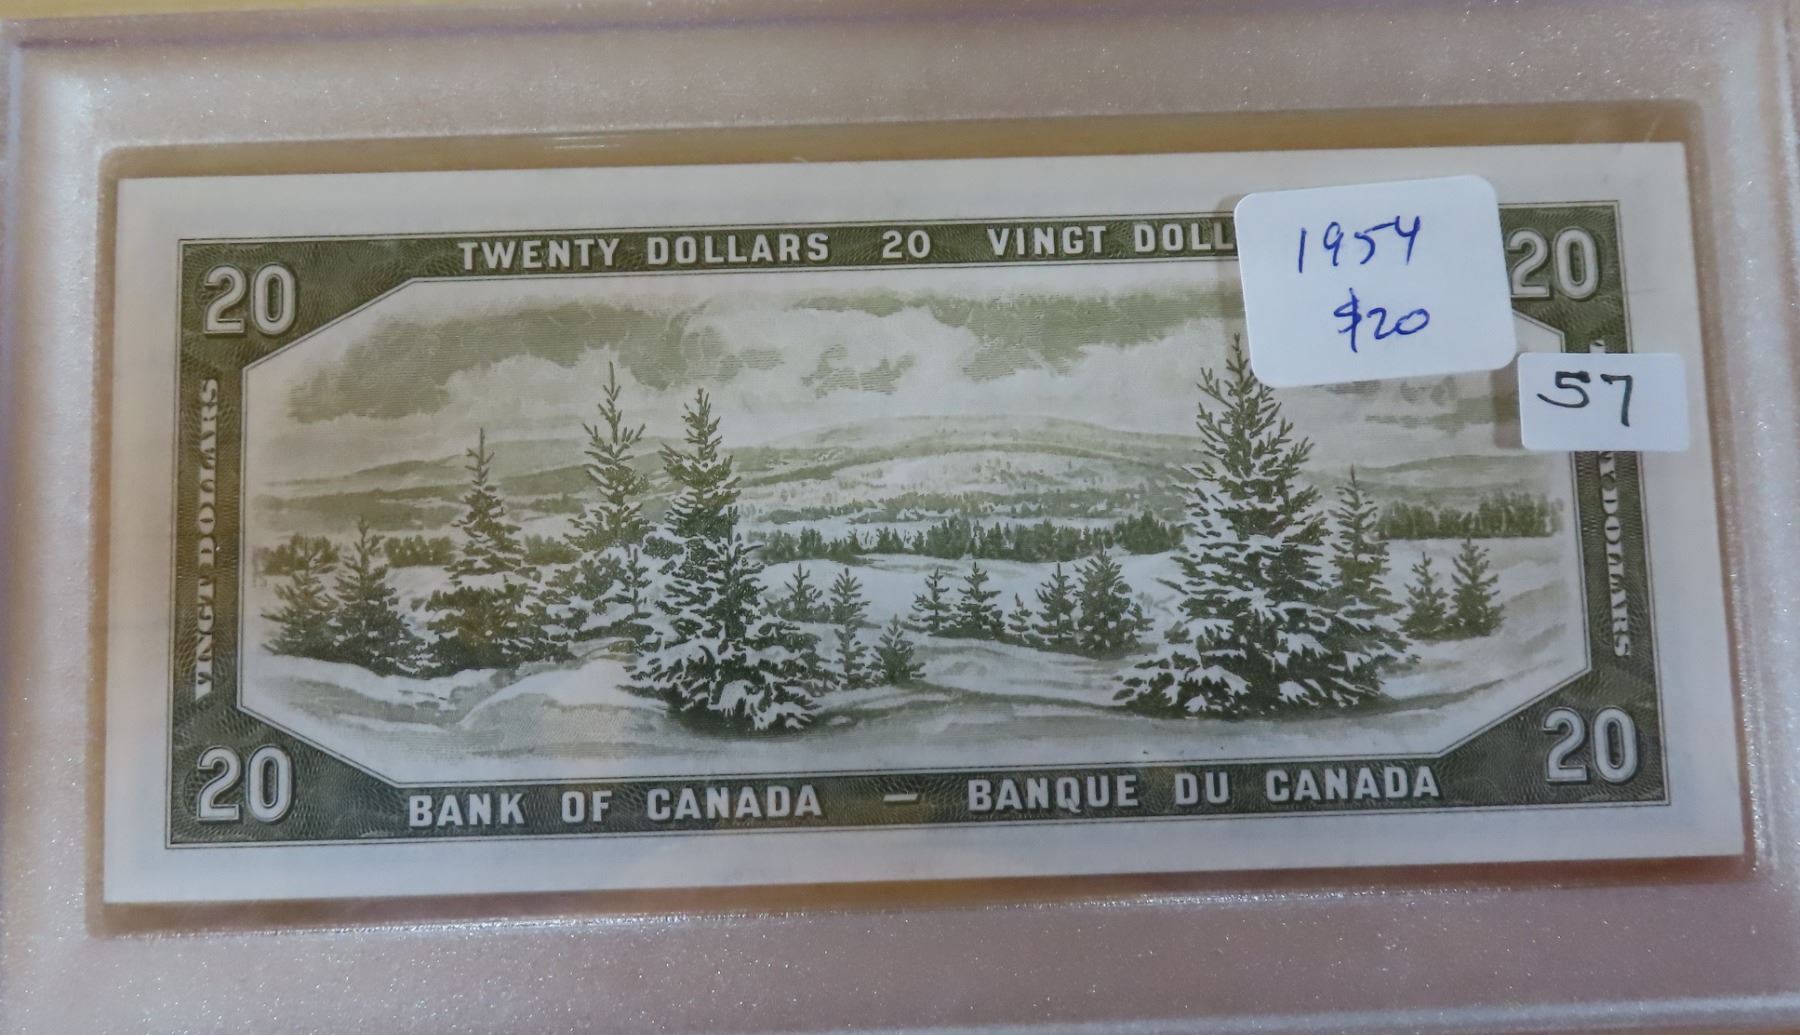 TWENTY DOLLARS 20 VINGT DOLL
20
20
1954
$20
57
VINGT DOLLARS
Y DOLLARS
20
20
BANK OF CANADA — BANQUE DU CANADA